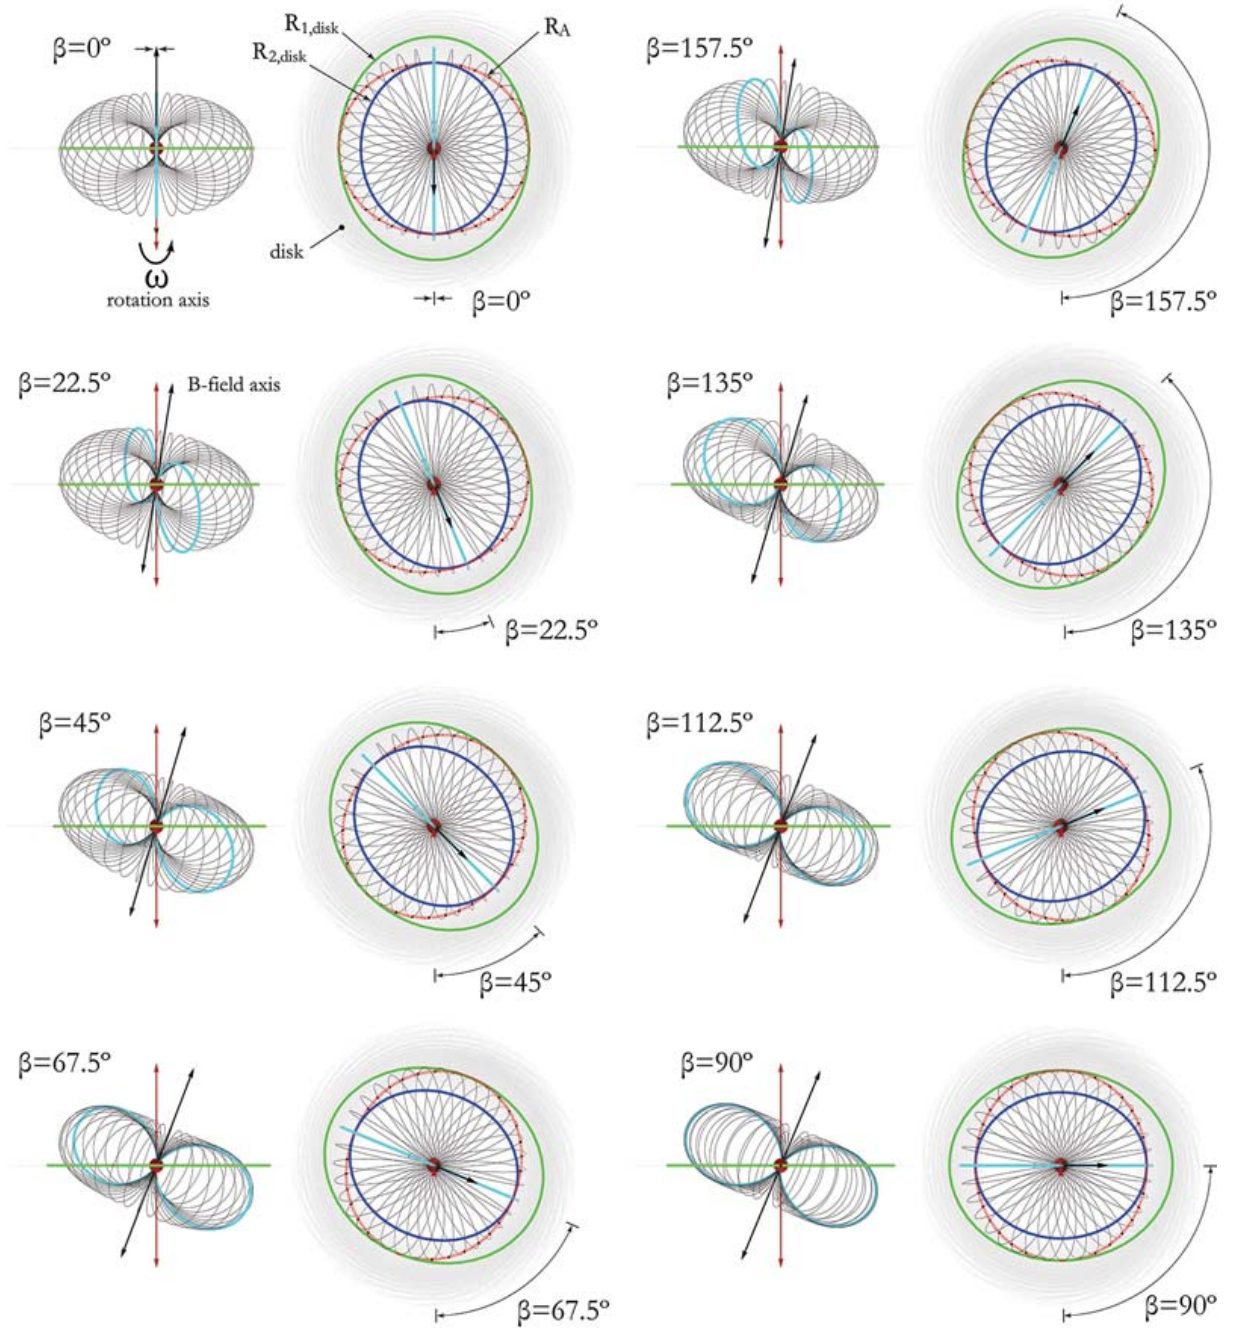 β=0°
R1,disk
R2,disk
RA
disk
ω
rotation axis
β=0°
β=157.5°
β=157.5°
β=22.5°
B-field axis
β=22.5°
β=135°
β=135°
β=45°
β=45°
β=112.5°
β=112.5°
β=67.5°
β=67.5°
β=90°
β=90°